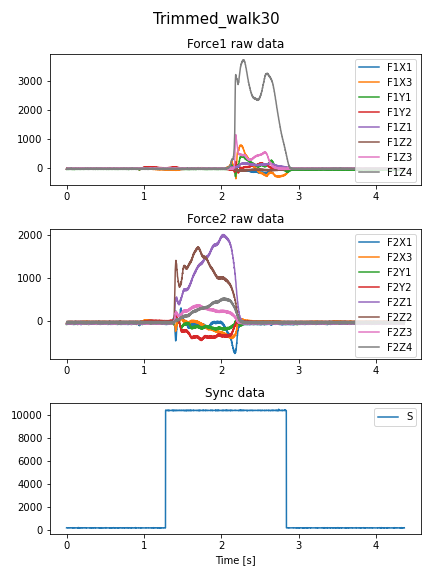 Trimmed_walk30
Force1 raw data
3000
2000
1000
0
F1X1
F1X3
F1Y1
F1Y2
F1Z1
F1Z2
F1Z3
F1Z4
0 1 2 3 4
Force2 raw data
2000
1000
0
F2X1
F2X3
F2Y1
F2Y2
F2Z1
F2Z2
F2Z3
F2Z4
0 1 2 3 4
Sync data
10000
8000
6000
4000
2000
0
S
0 1 2 3 4
Time [s]